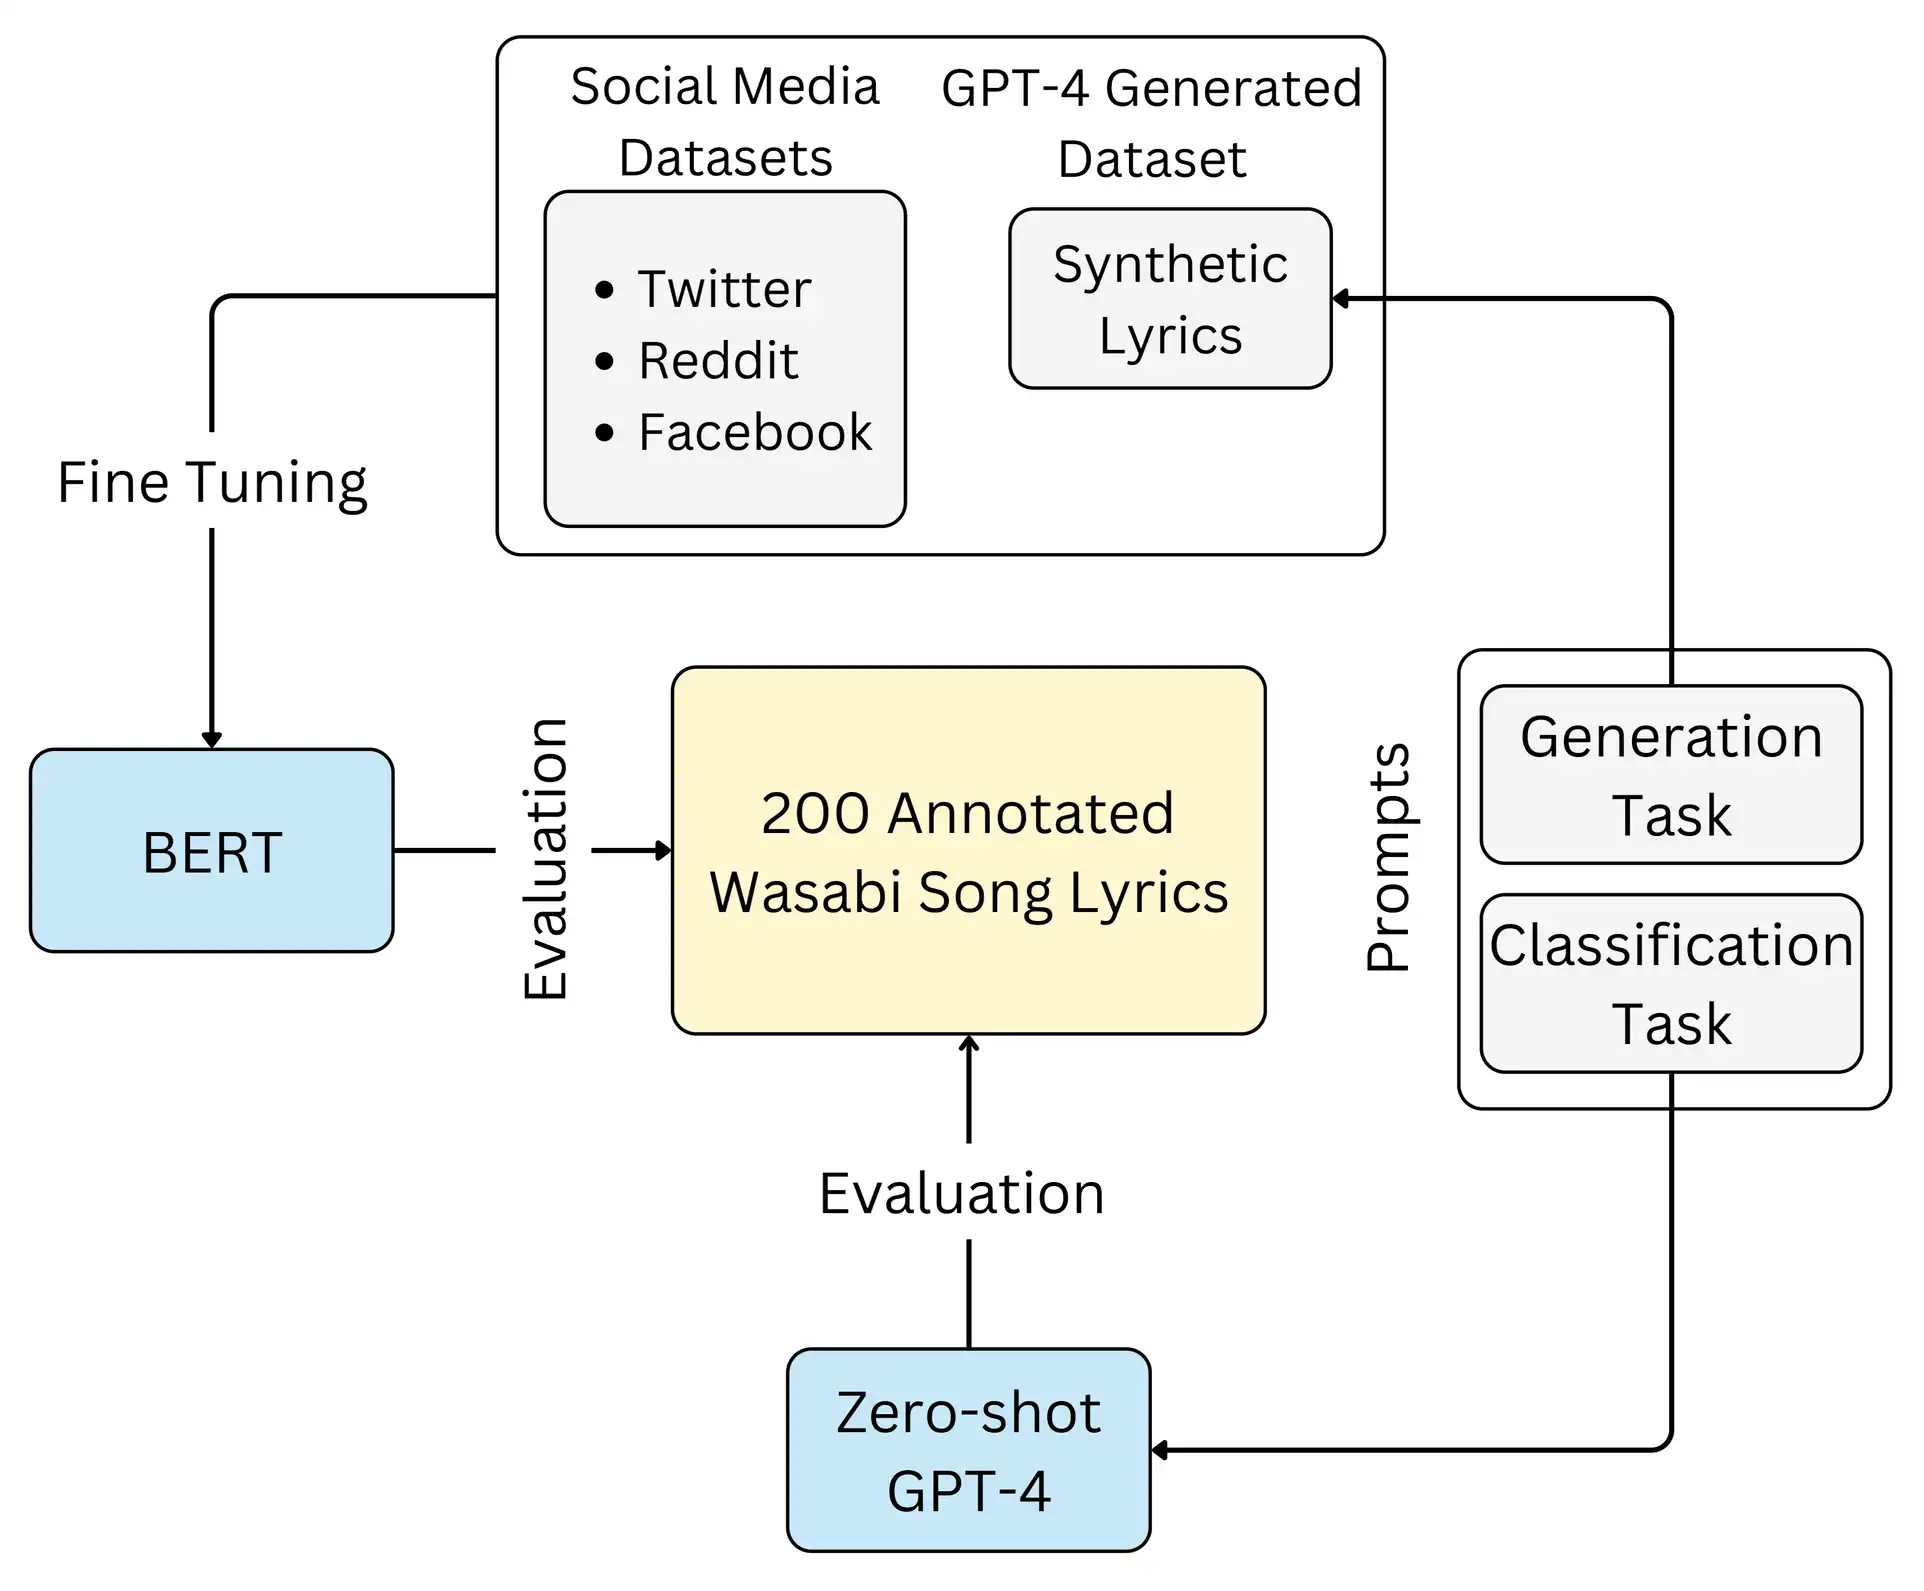 Social Media
Datasets
GPT-4 Generated
Dataset
• Twitter
• Reddit
• Facebook
Synthetic
Lyrics
Fine Tuning
BERT
Evaluation
200 Annotated
Wasabi Song Lyrics
Prompts
Generation
Task
Classification
Task
Evaluation
Zero-shot
GPT-4